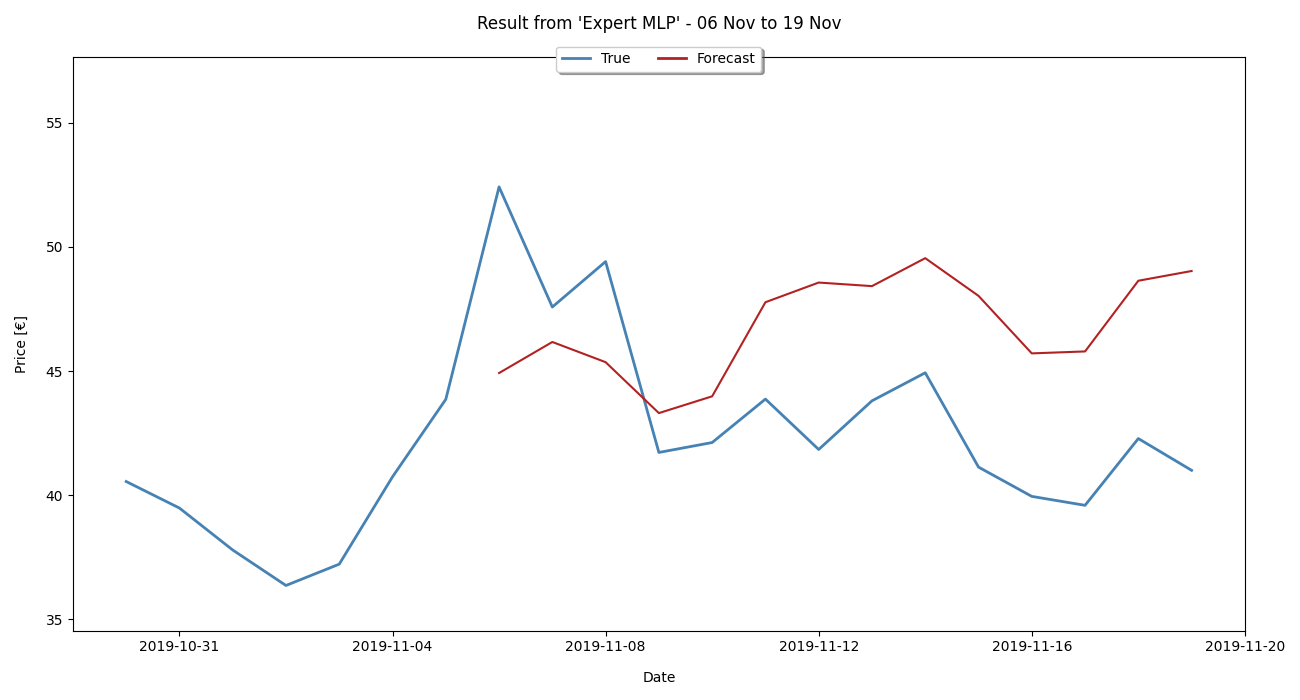 Result from 'Expert MLP' - 06 Nov to 19 Nov
True Forecast
55
50
45
40
35
Price [€]
2019-10-31 2019-11-04 2019-11-08 2019-11-12 2019-11-16 2019-11-20
Date